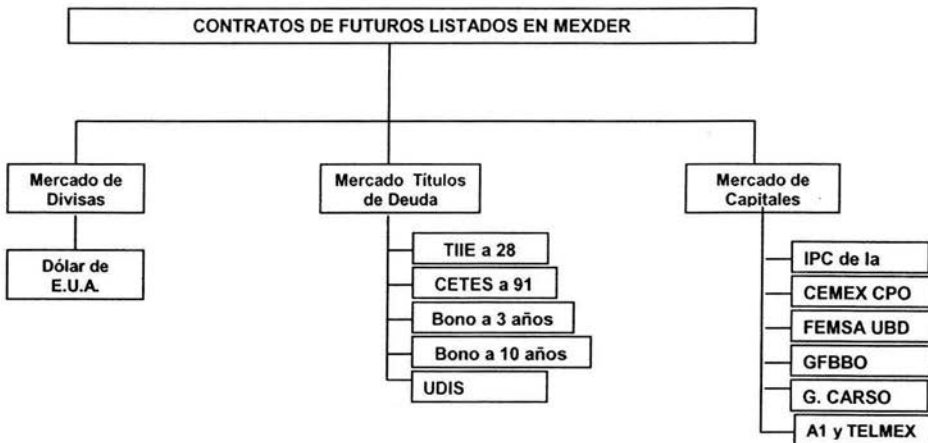 CONTRATOS DE FUTUROS LISTADOS EN MEXDER
Mercado de
Divisas
Dólar de
E.U.A.
Mercado Títulos
de Deuda
TIIE a 28
CETES a 91
Bono a 3 años
Bono a 10 años
UDIS
Mercado de
Capitales
IPC de la
CEMEX CPO
FEMSA UBD
GFBBO
G. CARSO
A1 y TELMEX